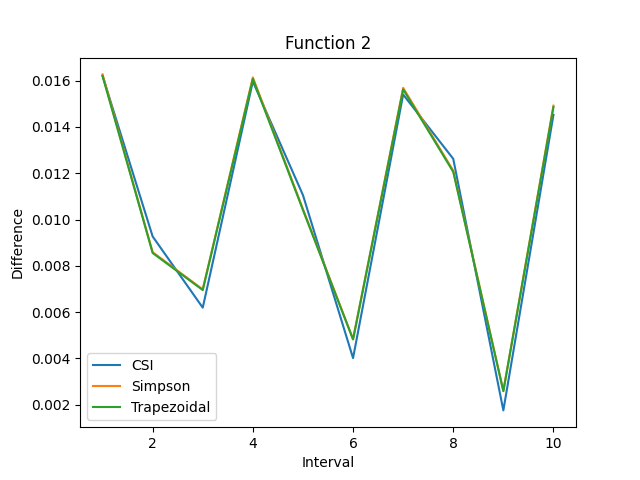 Function 2
Difference
0.016
0.014
0.012
0.010
0.008
0.006
0.004
0.002
CSI
Simpson
Trapezoidal
2
4
6
8
10
Interval